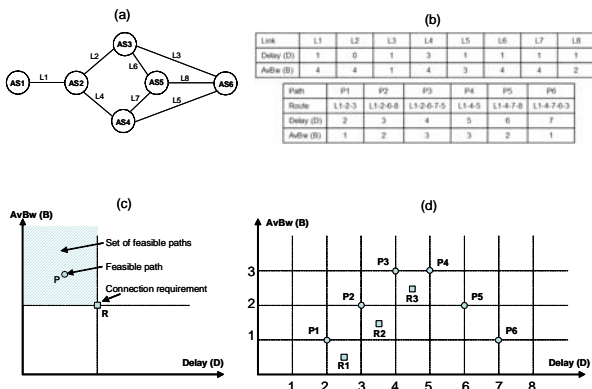 (a)
AS1
AS2
AS3
AS4
AS5
AS6
L1
L2
L3
L4
L5
L6
L7
L8
(b)
Link L1 L2 L3 L4 L5 L6 L7 L8
Delay (D) 1 0 1 3 1 1 1 1
AvBw (B) 4 4 1 4 3 4 4 2
Path P1 P2 P3 P4 P5 P6
Route L1-2-3 L1-2-6-8 L1-2-6-7-5 L1-4-5 L1-4-7-8 L1-4-7-6-3
Delay (D) 2 3 4 5 6 7
AvBw (B) 1 2 3 3 2 1
(c)
AvBw (B)
Set of feasible paths
Feasible path
P
Connection requirement
R
Delay (D)
(d)
AvBw (B)
3
2
1
P1
P2
P3
P4
P5
P6
R1
R2
R3
Delay (D)
1 2 3 4 5 6 7 8